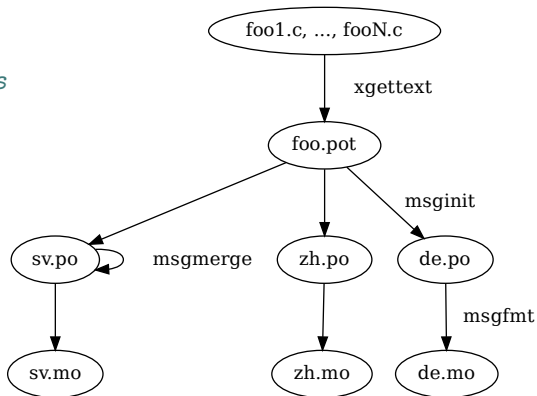 foo1.c, ..., fooN.c
s
xgettext
foo.pot
msginit
sv.po
msgmerge
zh.po
de.po
msgfmt
sv.mo
zh.mo
de.mo